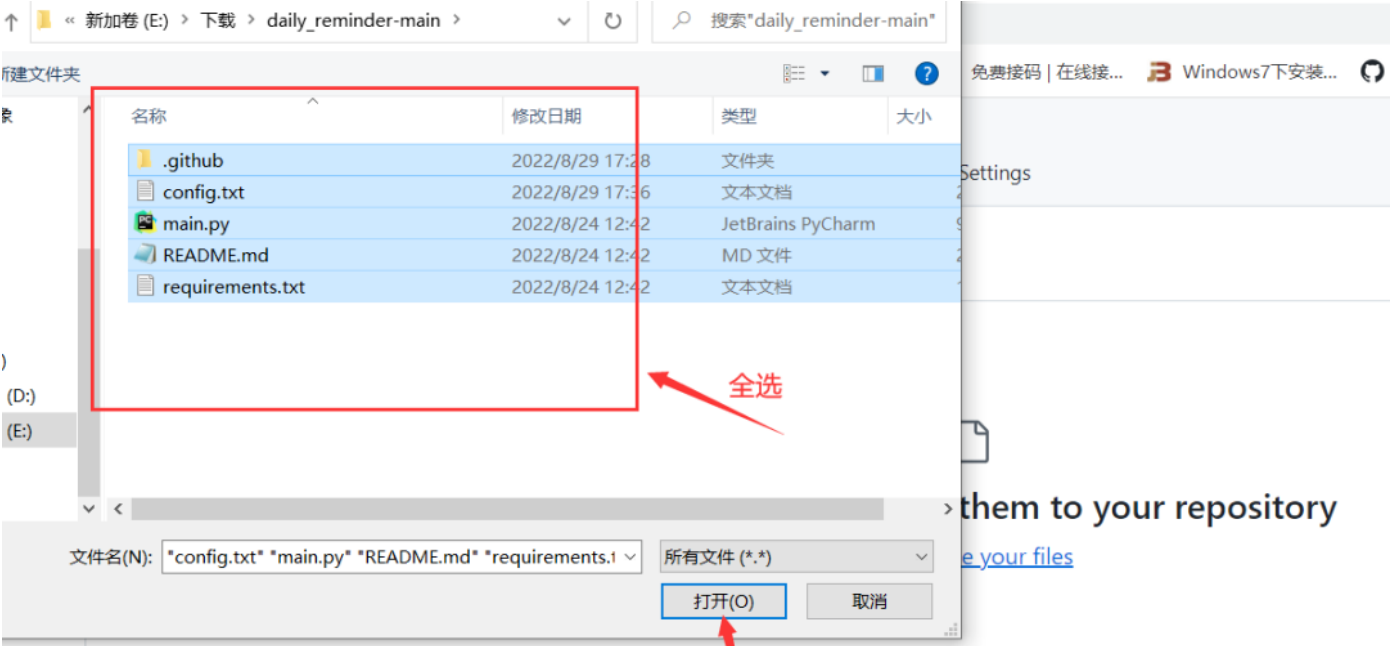 « 新加卷 (E:) > 下载 > daily_reminder-main >
搜索"daily_reminder-main"
新建文件夹
?
免费接码 | 在线接...
Windows7下安装...
象
名称
修改日期
类型
大小
.github
2022/8/29 17:28
文件夹
config.txt
2022/8/29 17:36
文本文档
main.py
2022/8/24 12:42
JetBrains PyCharm
README.md
2022/8/24 12:42
MD 文件
requirements.txt
2022/8/24 12:42
文本文档
Settings
全选
)
(D:)
(E:)
them to your repository
e your files
文件名(N):
"config.txt" "main.py" "README.md" "requirements.t
所有文件 (*.*)
打开(O)
取消